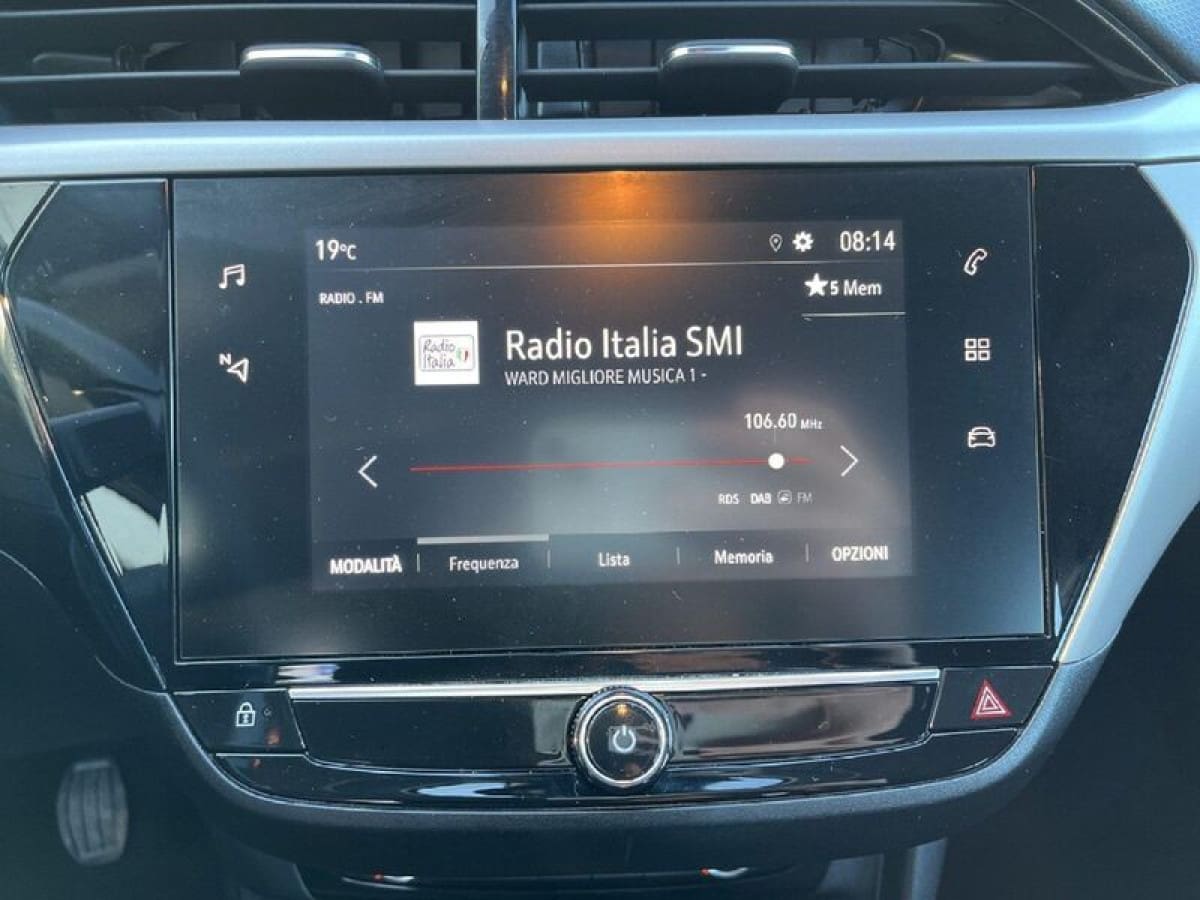 19°C
08:14
RADIO . FM
5 Mem
Radio Italia
Radio Italia SMI
WARD MIGLIORE MUSICA 1 -
N
106.60 MHz
RDS DAB FM
MODALITÀ | Frequenza | Lista | Memoria | OPZIONI